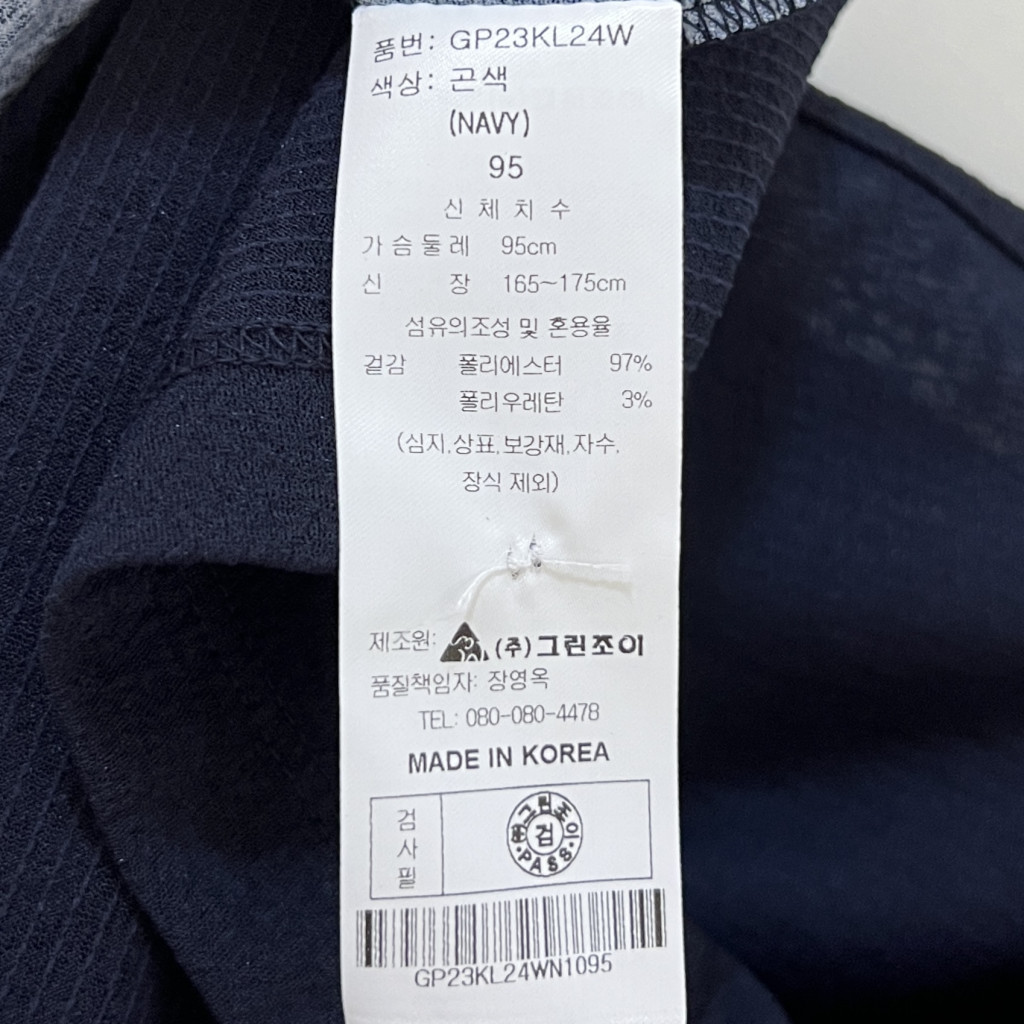 품번: GP23KL24W
색상: 곤색
(NAVY)
95
신 체 치 수
가슴둘레 95cm
신 장 165~175cm
섬유의조성 및 혼용율
겉감 폴리에스터 97%
폴리우레탄 3%
(심지,상표,보강재,자수,
장식 제외)
제조원: (주)그린조이
품질책임자: 장영옥
TEL: 080-080-4478
MADE IN KOREA
검사필
그린조이
검
PASS
GP23KL24WN1095